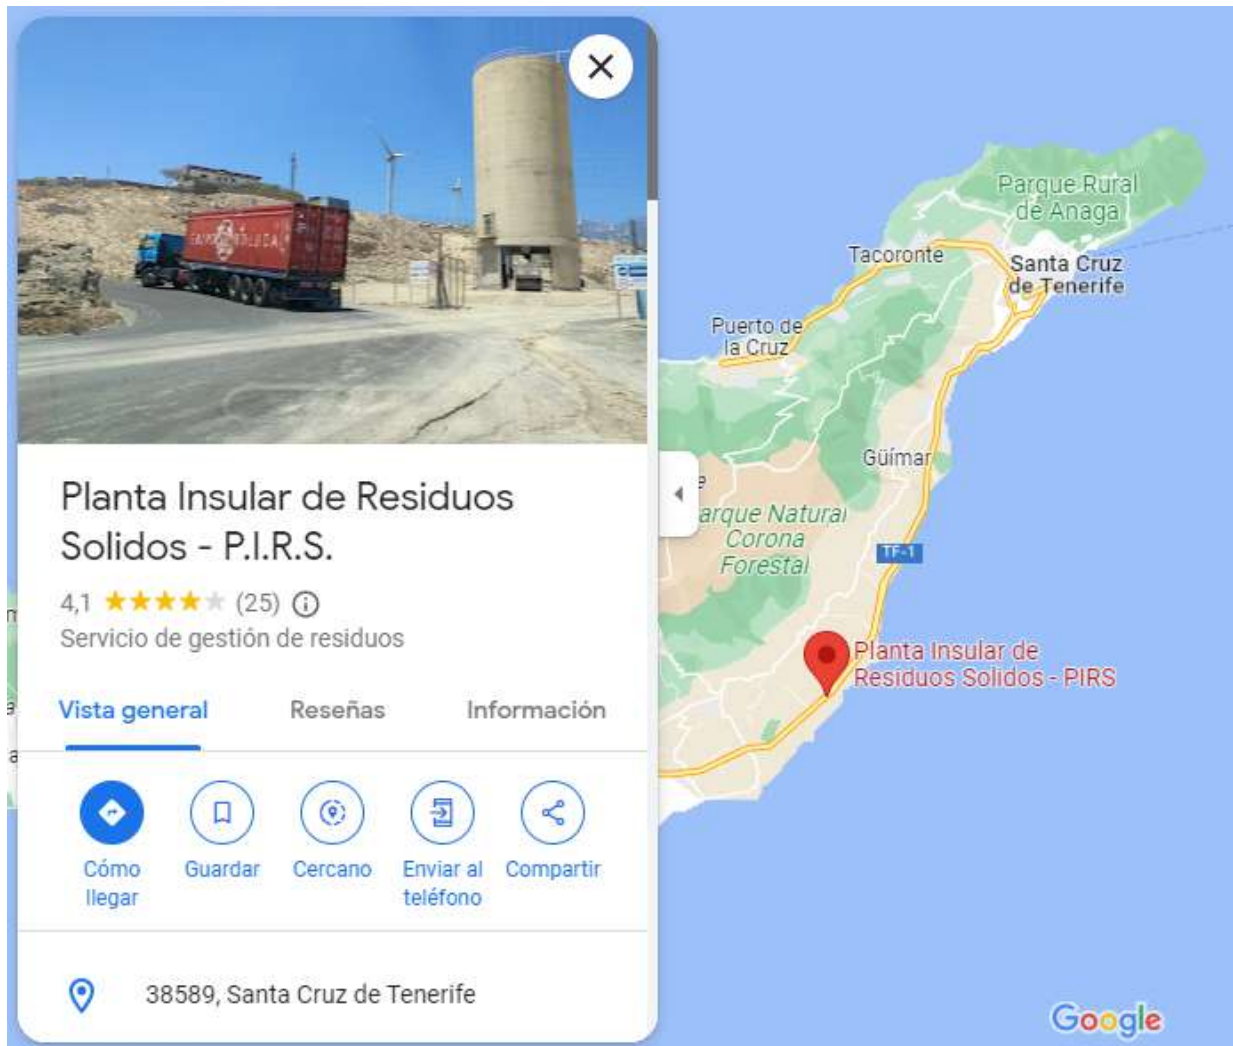 Planta Insular de Residuos
Solidos - P.I.R.S.
4,1
(25)
Servicio de gestión de residuos
Vista general
Reseñas
Información
Cómo
llegar
Guardar
Cercano
Enviar al
teléfono
Compartir
38589, Santa Cruz de Tenerife
Parque Rural
de Anaga
Tacoronte
Santa Cruz
de Tenerife
Puerto de
la Cruz
Güímar
arque Natural
Corona
Forestal
TF-1
Planta Insular de
Residuos Solidos - PIRS
Google